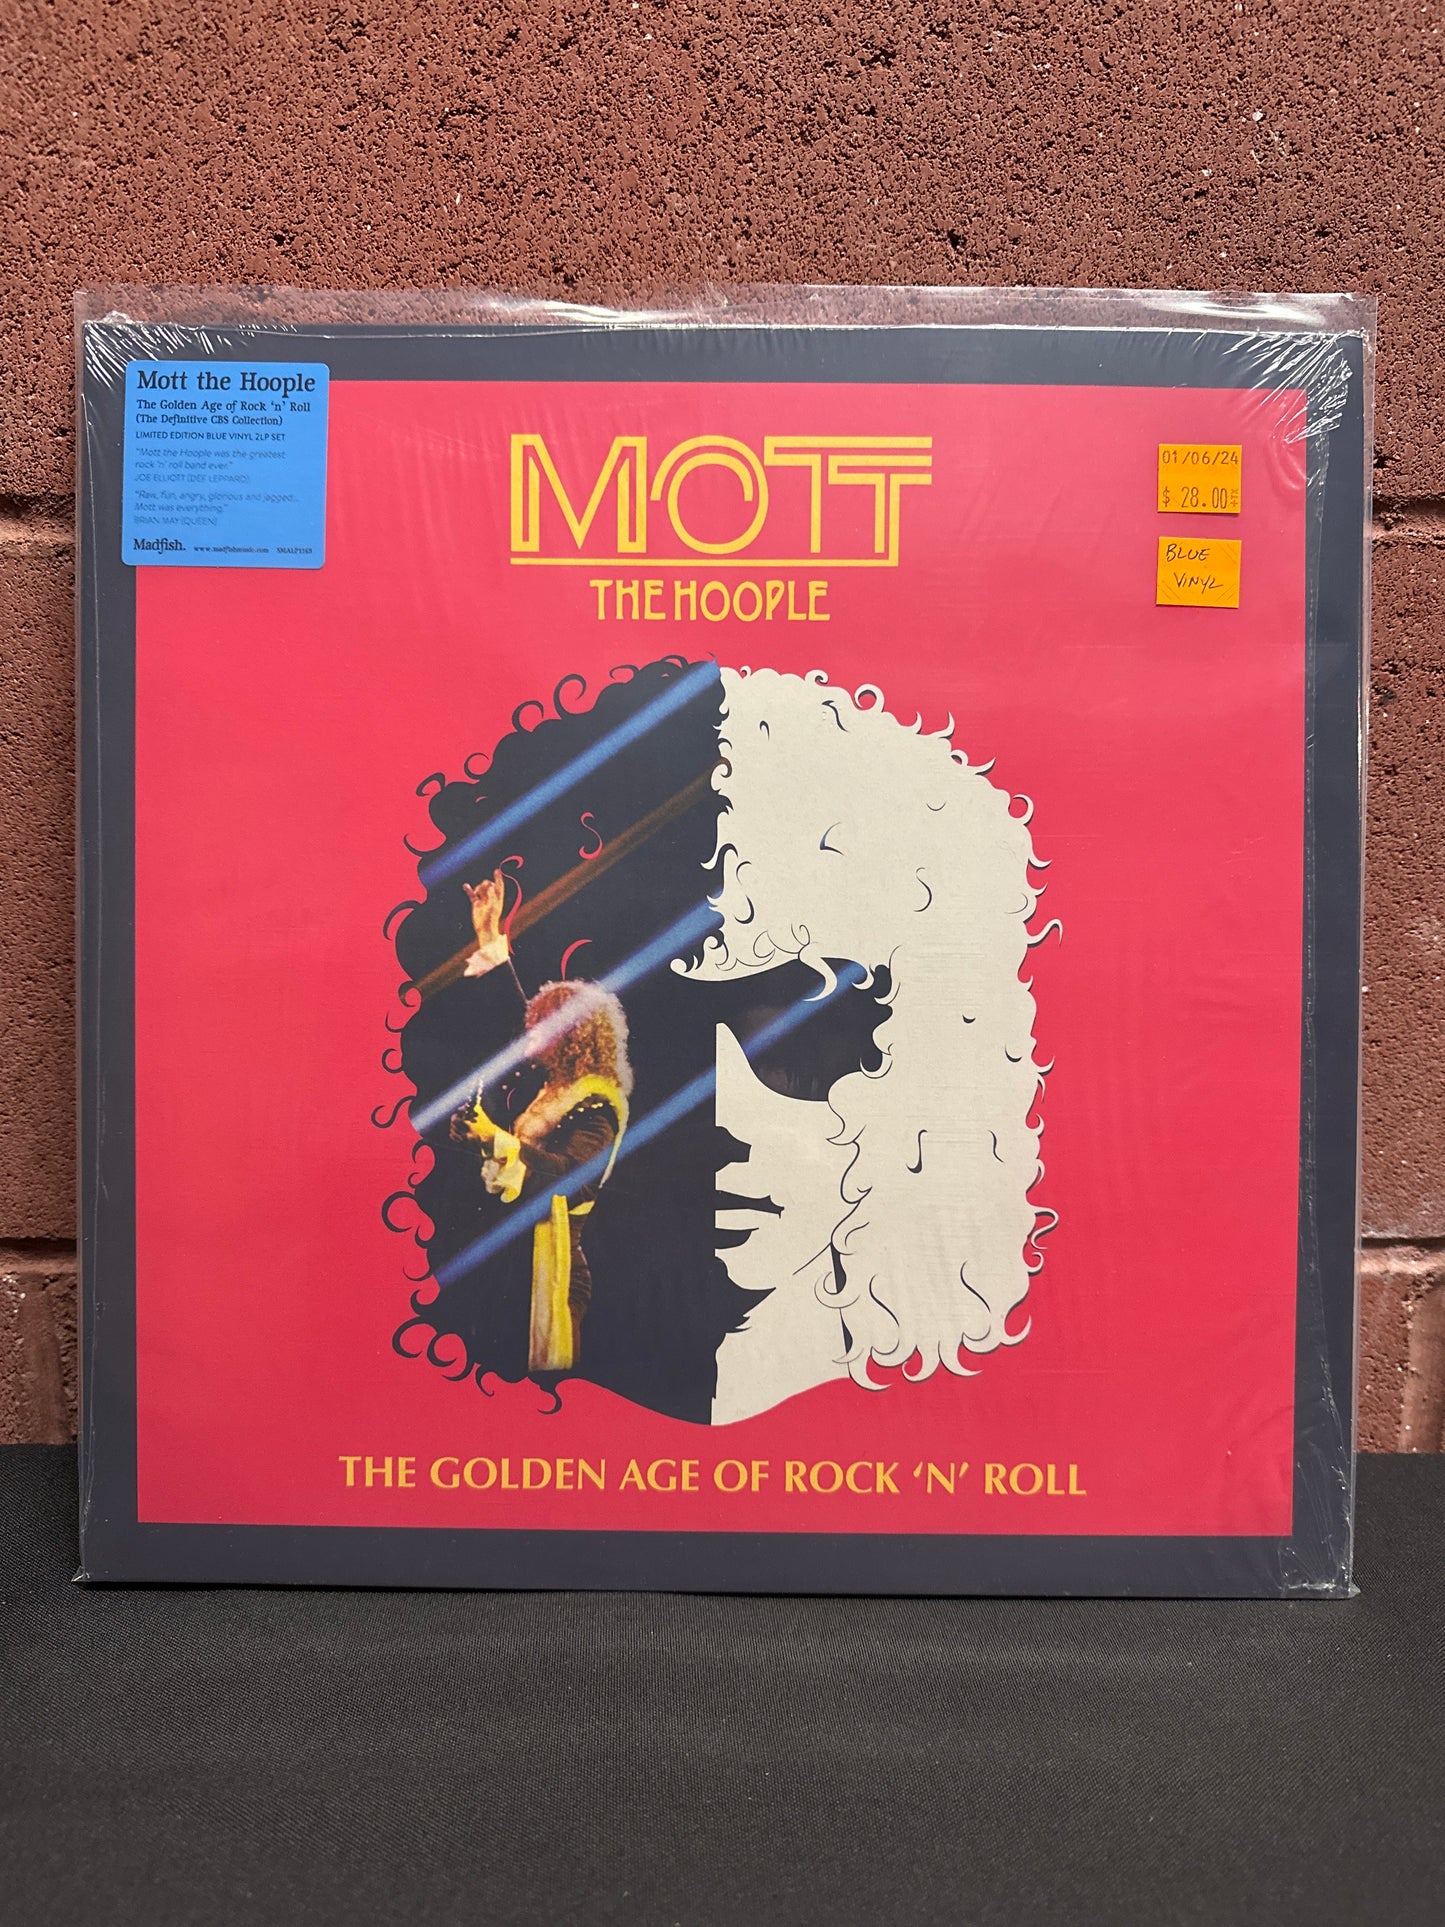 Mott the Hoople
The Golden Age of Rock ‘n’ Roll
(The Definitive CBS Collection)
LIMITED EDITION BLUE VINYL 2LP SET
“Mott the Hoople was the greatest
rock ‘n’ roll band ever.”
JOE ELLIOTT (DEF LEPPARD)
“Raw, fun, angry, glorious and jagged...
Mott was everything.”
BRIAN MAY (QUEEN)
Madfish. www.madfishmusic.com
MOTT
THE HOOPLE
01/06/24
$ 28.00
BLUE
VINYL
THE GOLDEN AGE OF ROCK ‘N’ ROLL